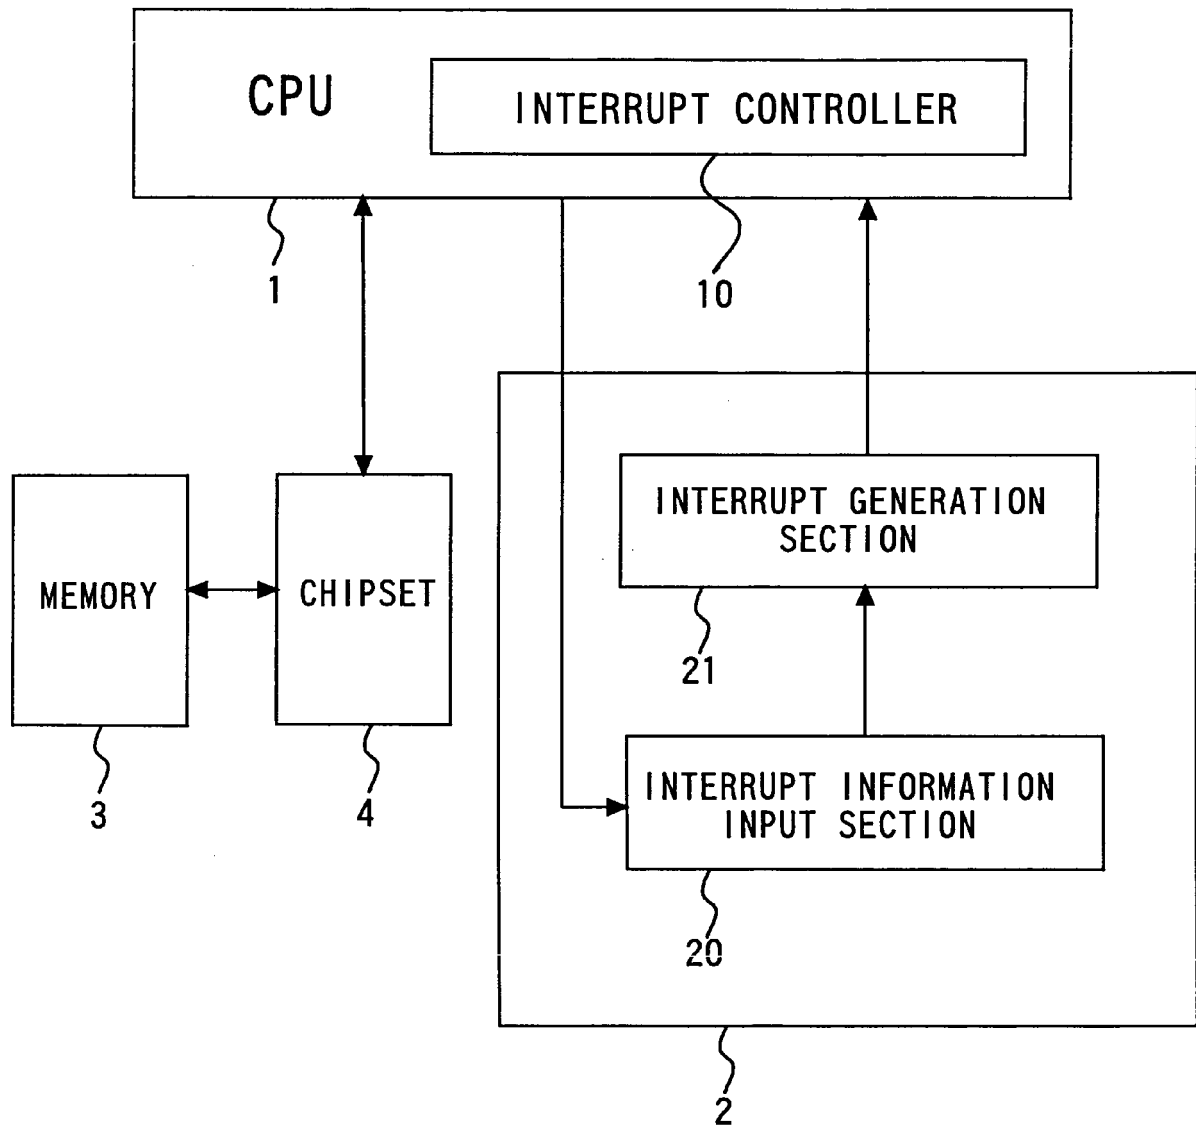 CPU
INTERRUPT CONTROLLER
1
10
INTERRUPT GENERATION
SECTION
MEMORY
CHIPSET
21
INTERRUPT INFORMATION
INPUT SECTION
3
4
20
2